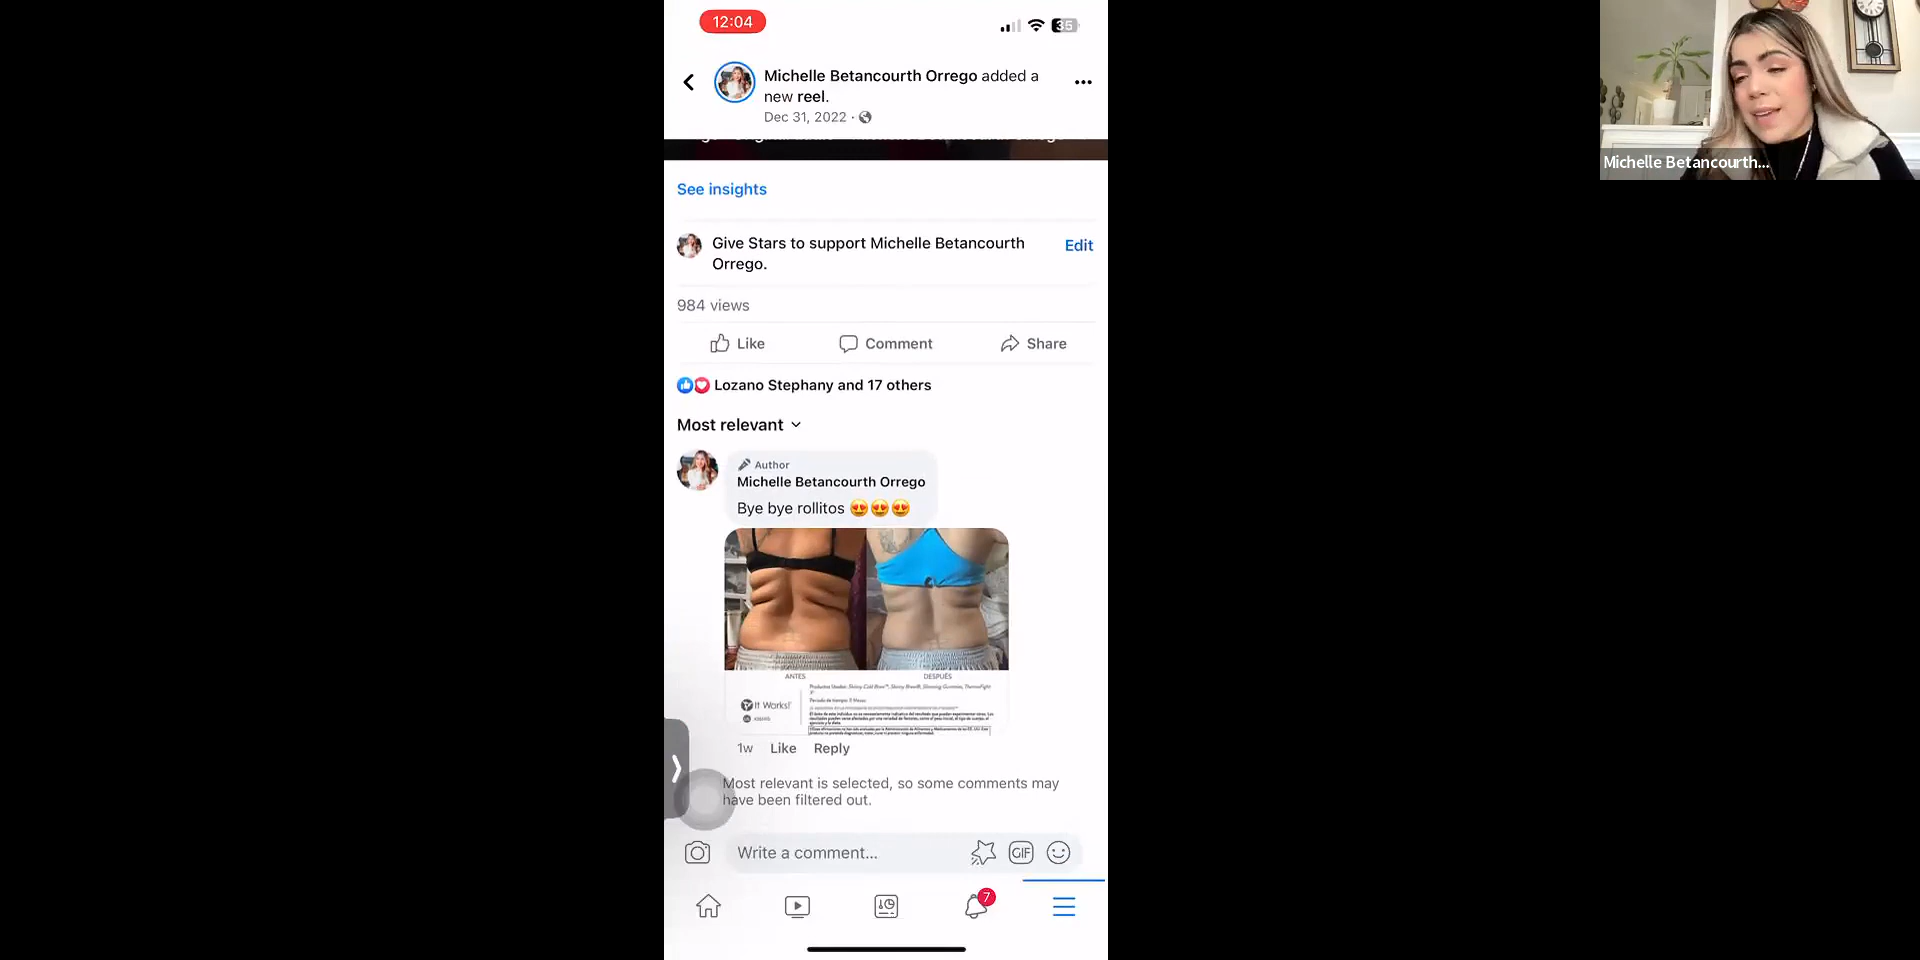 12:04
35
Michelle Betancourth Orrego added a
new reel.
Dec 31, 2022 ·
See insights
Give Stars to support Michelle Betancourth
Orrego.
Edit
984 views
Like
Comment
Share
Lozano Stephany and 17 others
Most relevant
Author
Michelle Betancourth Orrego
Bye bye rollitos 😍😍😍
ANTES
DESPUÉS
It Works!
1w
Like
Reply
Most relevant is selected, so some comments may
have been filtered out.
Write a comment...
GIF
7
Michelle Betancourth...